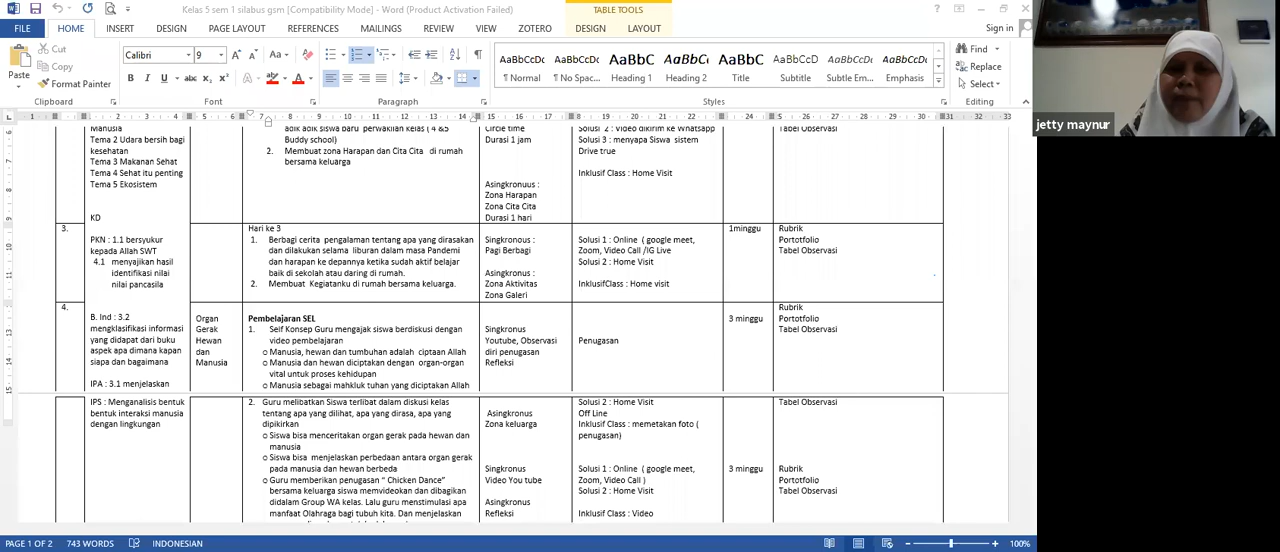 Kelas 5 sem 1 silabus gsm [Compatibility Mode] - Word (Product Activation Failed)
TABLE TOOLS
FILE HOME INSERT DESIGN PAGE LAYOUT REFERENCES MAILINGS REVIEW VIEW ZOTERO DESIGN LAYOUT Sign in
Cut
Copy
Format Painter
Paste
Calibri 9
Find
Replace
Select
AaBbCcDc AaBbCcDc AaBbC AaBbC AaBbC AaBbCcD AaBbCcDc AaBbCcDc
¶ Normal ¶ No Spac... Heading 1 Heading 2 Title Subtitle Subtle Em... Emphasis
Clipboard Font Paragraph Styles Editing
jetty maynur
Manusia
Tema 2 Udara bersih bagi
kesehatan
Tema 3 Makanan Sehat
Tema 4 Sehat itu penting
Tema 5 Ekosistem
KD
adik adik siswa baru perwakilan kelas ( 4 &5
Buddy school)
2. Membuat zona Harapan dan Cita Cita di rumah
bersama keluarga
Circle time
Durasi 1 jam
Asingkronuus :
Zona Harapan
Zona Cita Cita
Durasi 1 hari
Solusi 2 : Video dikirim ke Whatsapp
Solusi 3 : menyapa Siswa sistem
Drive true
Inklusif Class : Home Visit
Tabel Observasi
3.
PKN : 1.1 bersyukur
kepada Allah SWT
4.1 menyajikan hasil
identifikasi nilai
nilai pancasila
Hari ke 3
1. Berbagi cerita pengalaman tentang apa yang dirasakan
dan dilakukan selama liburan dalam masa Pandemi
dan harapan ke depannya ketika sudah aktif belajar
baik di sekolah atau daring di rumah.
2. Membuat Kegiatanku di rumah bersama keluarga.
Singkronous :
Pagi Berbagi
Asingkronus :
Zona Aktivitas
Zona Galeri
Solusi 1 : Online ( google meet,
Zoom, Video Call /IG Live
Solusi 2 : Home Visit
InklusifClass : Home visit
1minggu
Rubrik
Portotfolio
Tabel Observasi
4.
B. Ind : 3.2
mengklasifikasi informasi
yang didapat dari buku
aspek apa dimana kapan
siapa dan bagaimana
IPA : 3.1 menjelaskan
Organ
Gerak
Hewan
dan
Manusia
Pembelajaran SEL
1. Seif Konsep Guru mengajak siswa berdiskusi dengan
video pembelajaran
o Manusia, hewan dan tumbuhan adalah ciptaan Allah
o Manusia dan hewan diciptakan dengan organ-organ
vital untuk proses kehidupan
o Manusia sebagai mahkluk tuhan yang diciptakan Allah
Singkronus
Youtube, Observasi
diri penugasan
Refleksi
Penugasan
3 minggu
Rubrik
Portotfolio
Tabel Observasi
IPS : Menganalisis bentuk
bentuk interaksi manusia
dengan lingkungan
2. Guru melibatkan Siswa terlibat dalam diskusi kelas
tentang apa yang dilihat, apa yang dirasa, apa yang
dipikirkan
o Siswa bisa menceritakan organ gerak pada hewan dan
manusia
o Siswa bisa menjelaskan perbedaan antara organ gerak
pada manusia dan hewan berbeda
o Guru memberikan penugasan " Chicken Dance"
bersama keluarga siswa memvideokan dan dibagikan
didalam Group WA kelas. Lalu guru menstimulasi apa
manfaat Olahraga bagi tubuh kita. Dan menjelaskan
Asingkronus
Zona keluarga
Singkronus
Video You tube
Asingkronus
Refleksi
Solusi 2 : Home Visit
Off Line
Inklusif Class : memetakan foto (
penugasan)
Solusi 1 : Online ( google meet,
Zoom, Video Call )
Solusi 2 : Home Visit
Inklusif Class : Video
3 minggu
Tabel Observasi
Rubrik
Portotfolio
Tabel Observasi
PAGE 1 OF 2 743 WORDS INDONESIAN 100%